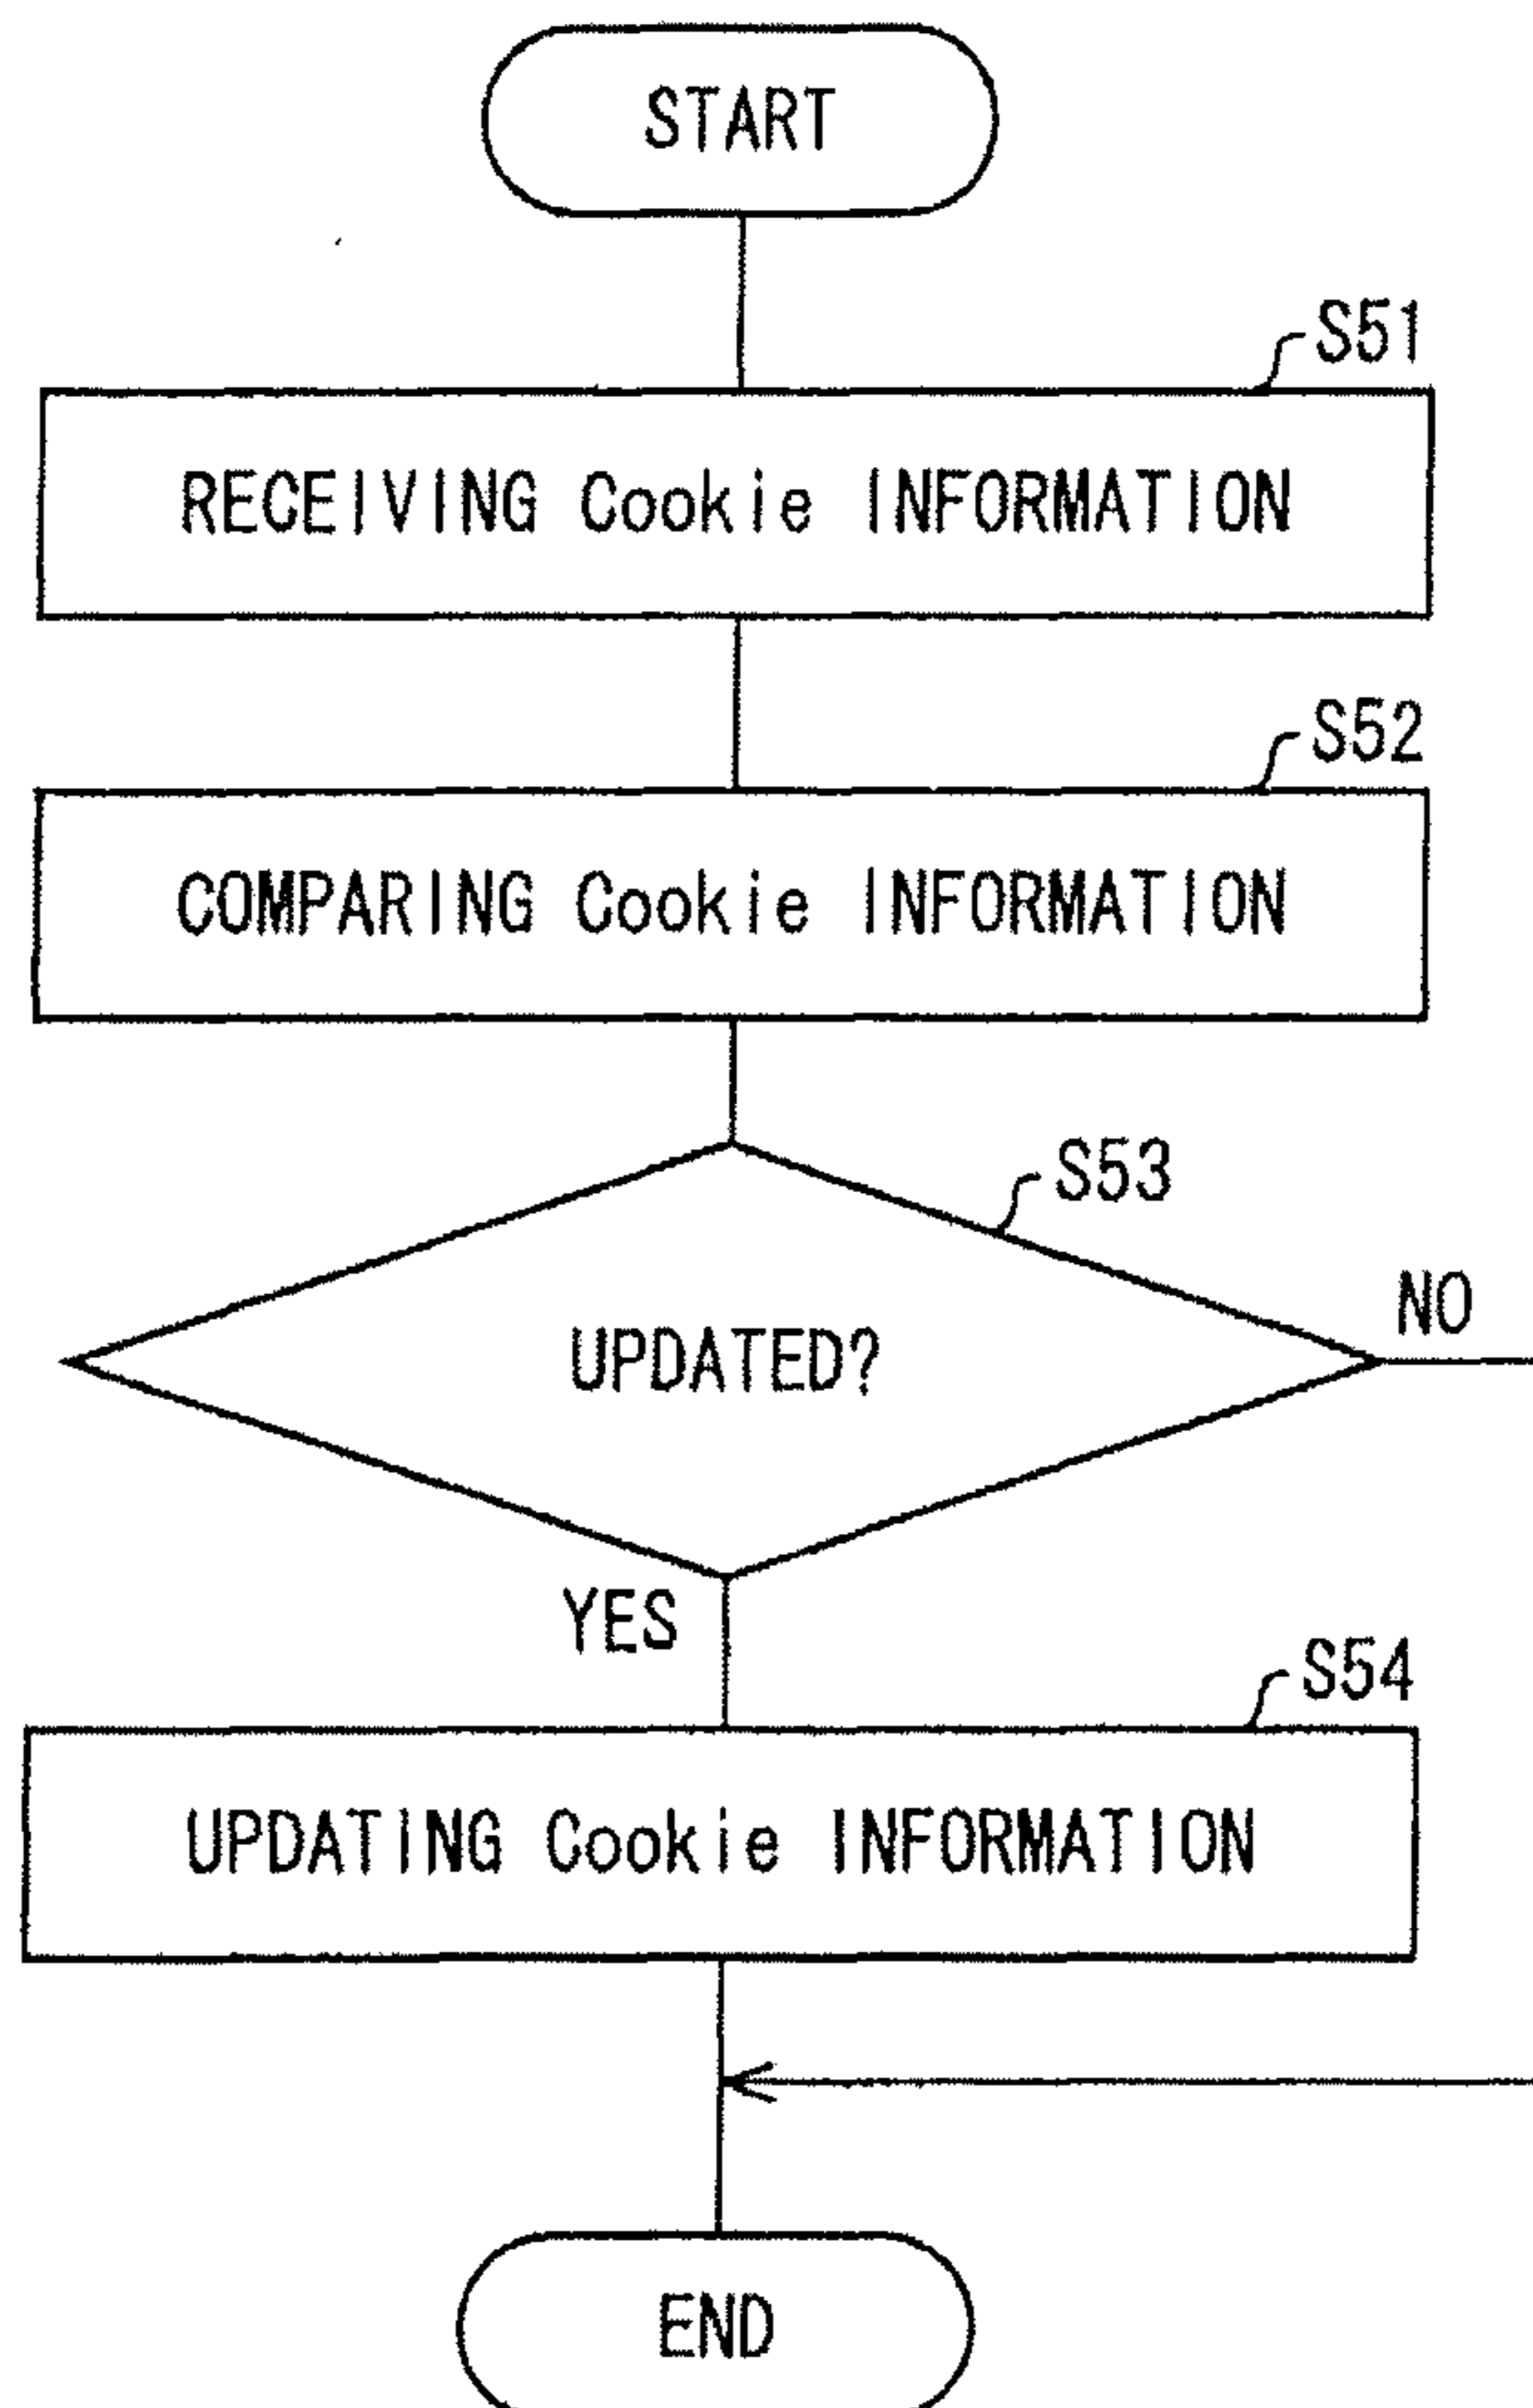 START
S51
RECEIVING Cookie INFORMATION
S52
COMPARING Cookie INFORMATION
S53
UPDATED?
NO
YES
S54
UPDATING Cookie INFORMATION
END